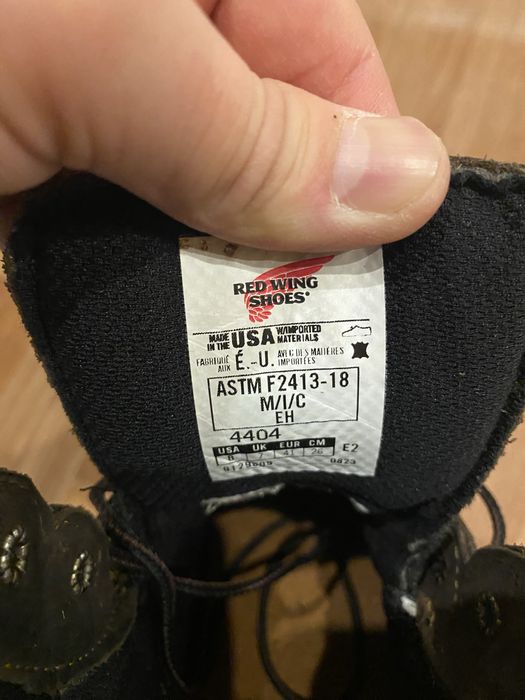 RED WING
SHOES®
MADE IN THE USA W/IMPORTED MATERIALS
FABRIQUÉ AUX É.-U. AVEC DES MATIÈRES IMPORTÉES
ASTM F2413-18
M/I/C
EH
4404
USA UK EUR CM E2
8 7 41 26
0823